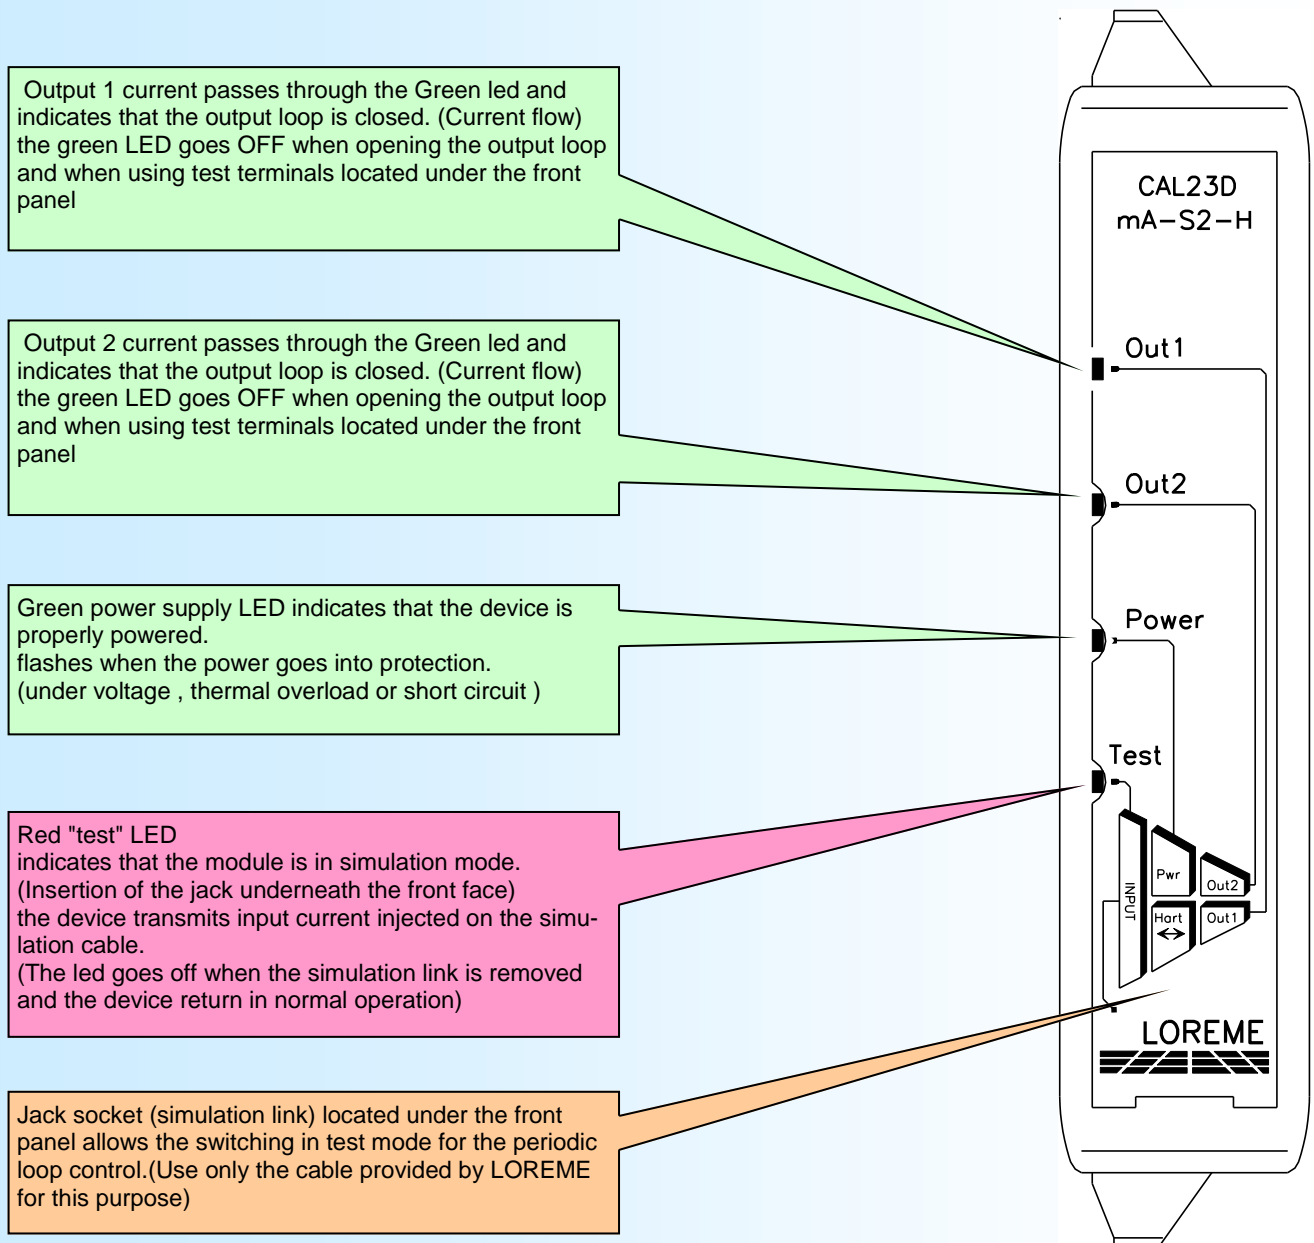 Output 1 current passes through the Green led and
indicates that the output loop is closed. (Current flow)
the green LED goes OFF when opening the output loop
and when using test terminals located under the front
panel
Output 2 current passes through the Green led and
indicates that the output loop is closed. (Current flow)
the green LED goes OFF when opening the output loop
and when using test terminals located under the front
panel
Green power supply LED indicates that the device is
properly powered.
flashes when the power goes into protection.
(under voltage , thermal overload or short circuit )
Red "test" LED
indicates that the module is in simulation mode.
(Insertion of the jack underneath the front face)
the device transmits input current injected on the simu-
lation cable.
(The led goes off when the simulation link is removed
and the device return in normal operation)
Jack socket (simulation link) located under the front
panel allows the switching in test mode for the periodic
loop control.(Use only the cable provided by LOREME
for this purpose)
CAL23D
mA-S2-H
Out1
Out2
Power
Test
INPUT
Pwr
Out2
Hart
Out1
LOREME